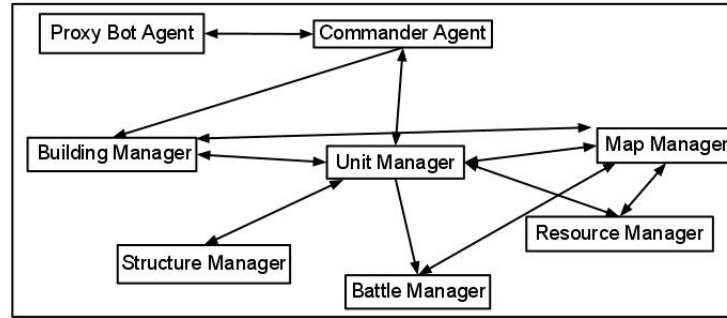 Proxy Bot Agent
Commander Agent
Building Manager
Unit Manager
Map Manager
Structure Manager
Resource Manager
Battle Manager